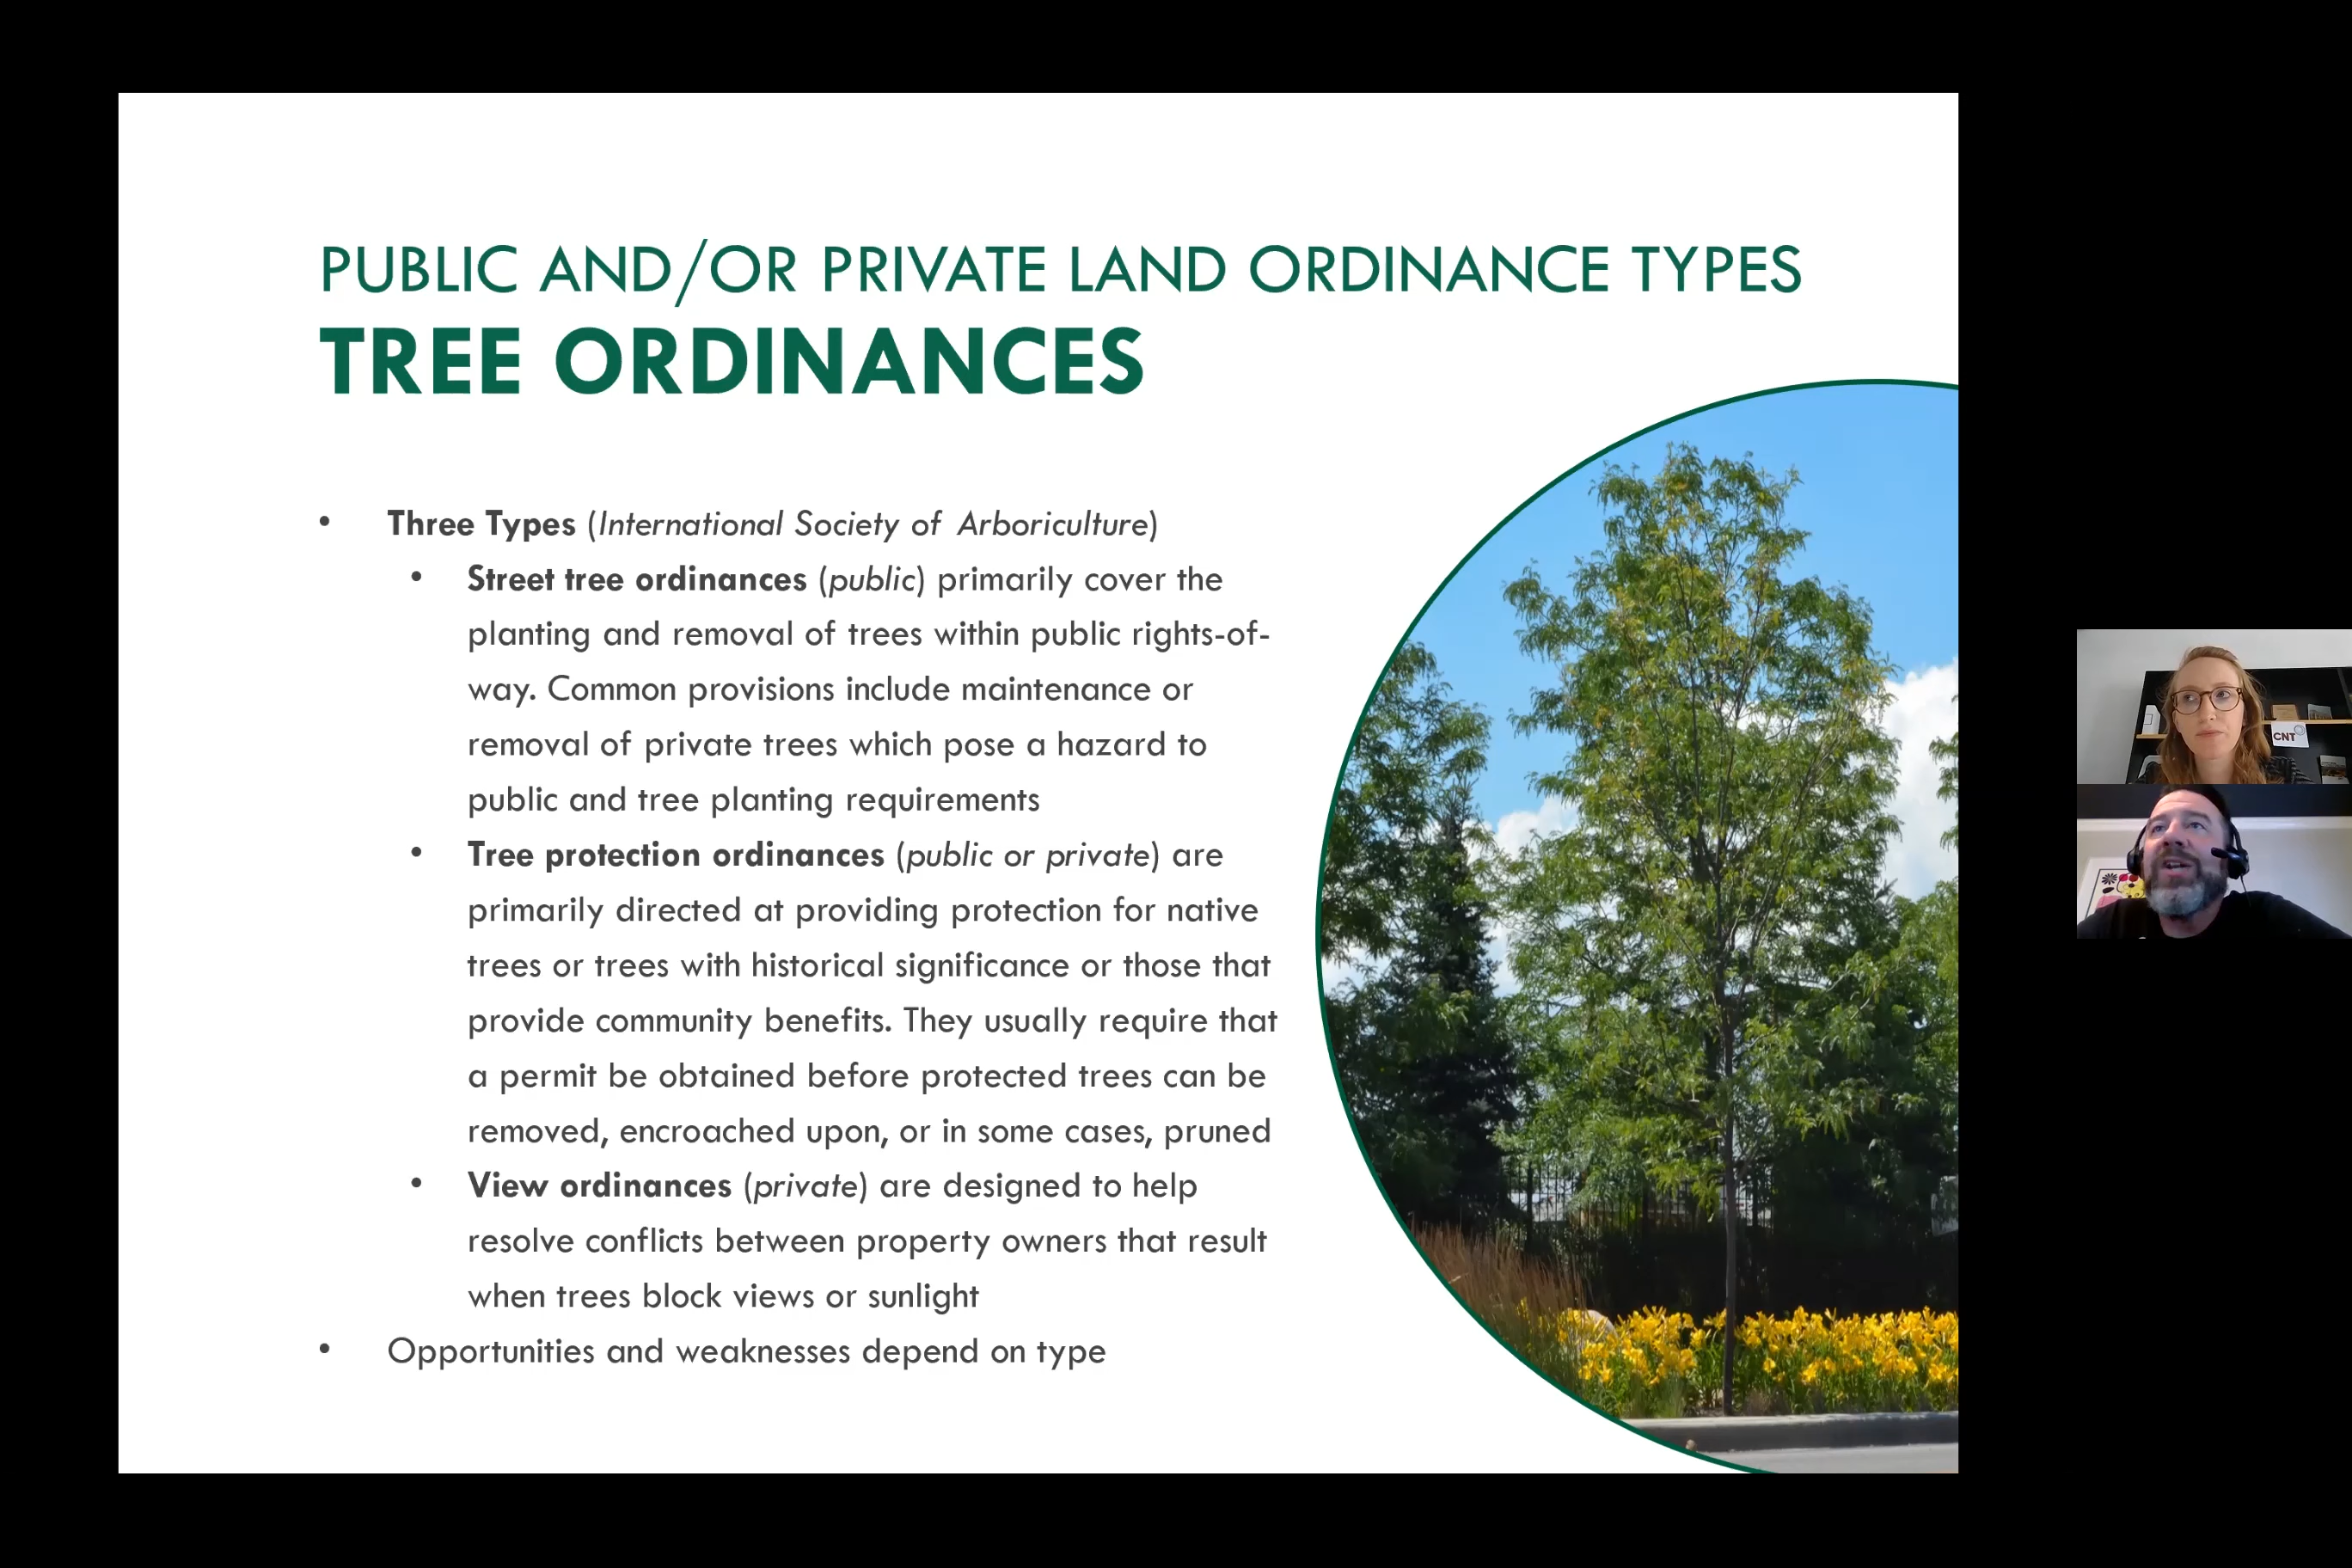 PUBLIC AND/OR PRIVATE LAND ORDINANCE TYPES
TREE ORDINANCES
• Three Types (International Society of Arboriculture)
• Street tree ordinances (public) primarily cover the
planting and removal of trees within public rights-of-
way. Common provisions include maintenance or
removal of private trees which pose a hazard to
public and tree planting requirements
• Tree protection ordinances (public or private) are
primarily directed at providing protection for native
trees or trees with historical significance or those that
provide community benefits. They usually require that
a permit be obtained before protected trees can be
removed, encroached upon, or in some cases, pruned
• View ordinances (private) are designed to help
resolve conflicts between property owners that result
when trees block views or sunlight
• Opportunities and weaknesses depend on type
CNT